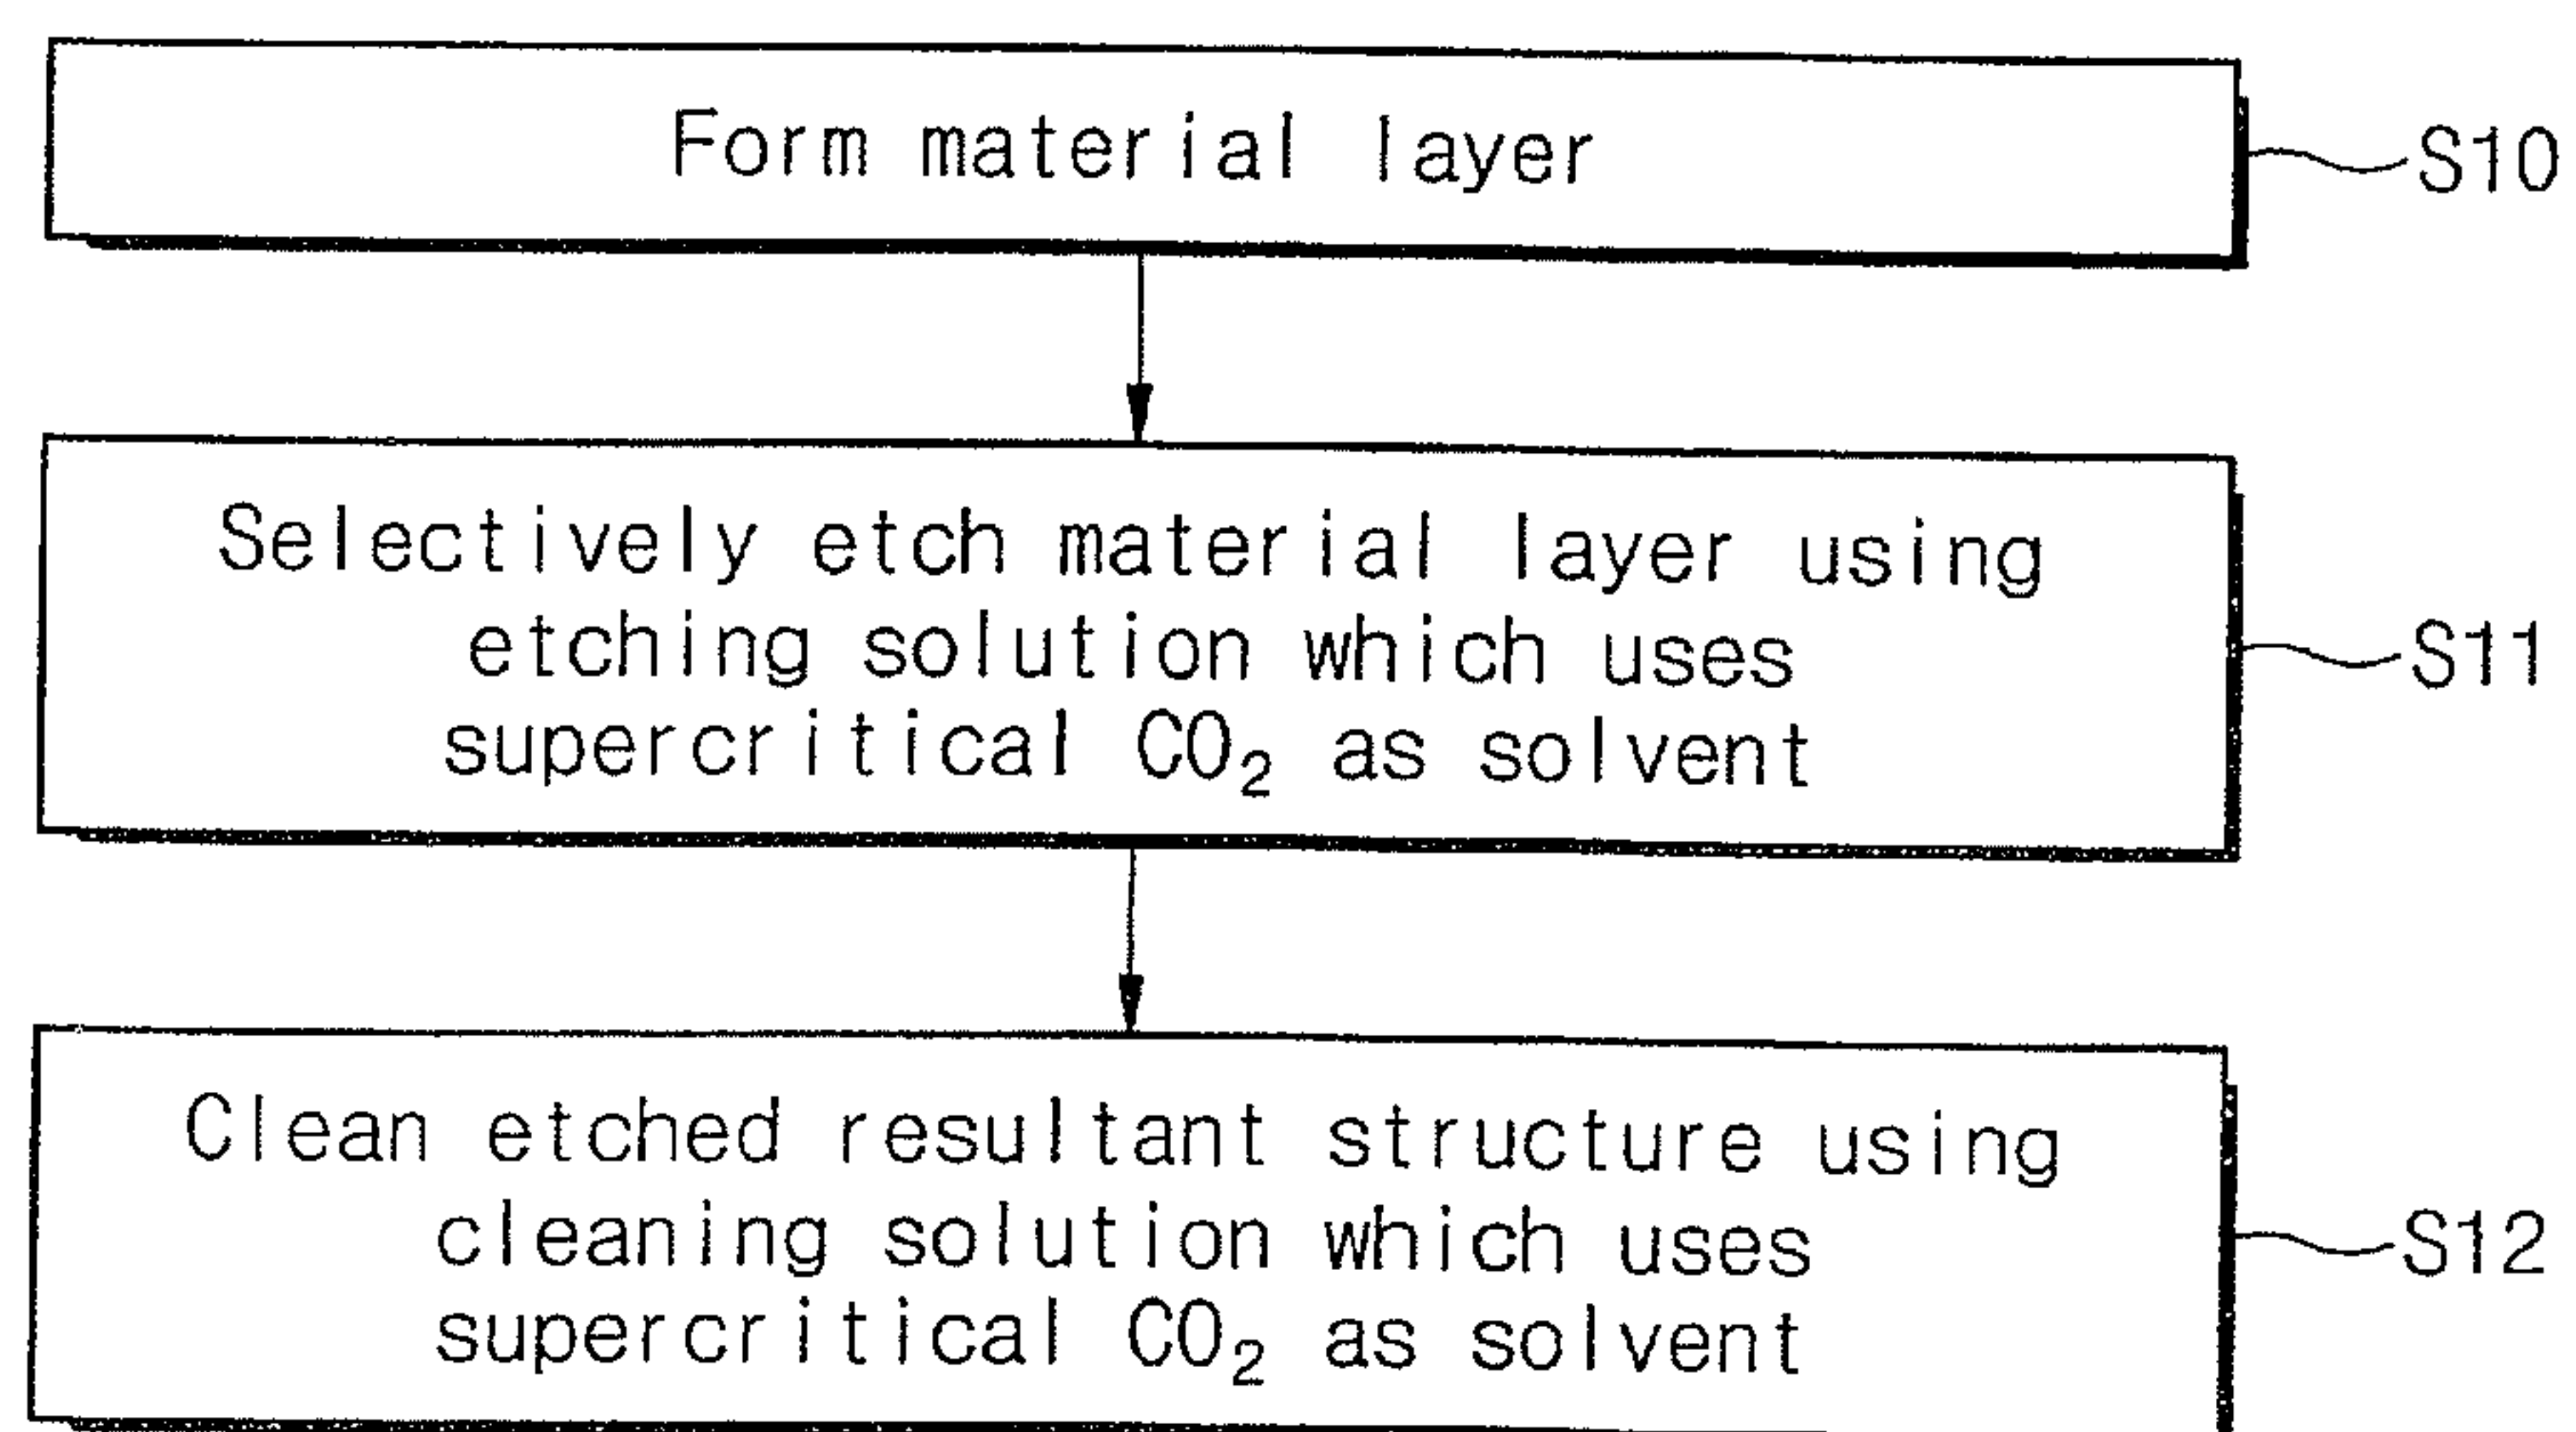 Form material layer
S10
Selectively etch material layer using
etching solution which uses
supercritical CO₂ as solvent
S11
Clean etched resultant structure using
cleaning solution which uses
supercritical CO₂ as solvent
S12